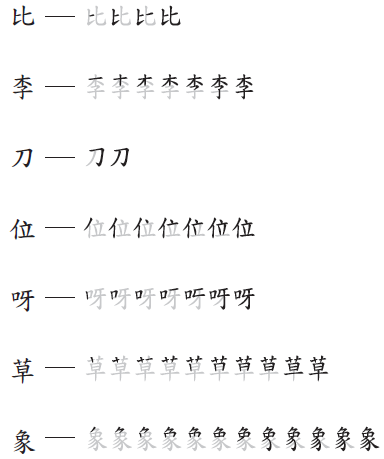 比 — 比比比比
李 — 李李李李李李李
刀 — 刀刀
位 — 位位位位位位位
呀 — 呀呀呀呀呀呀呀
草 — 草草草草草草草草草草
象 — 象象象象象象象象象象象象